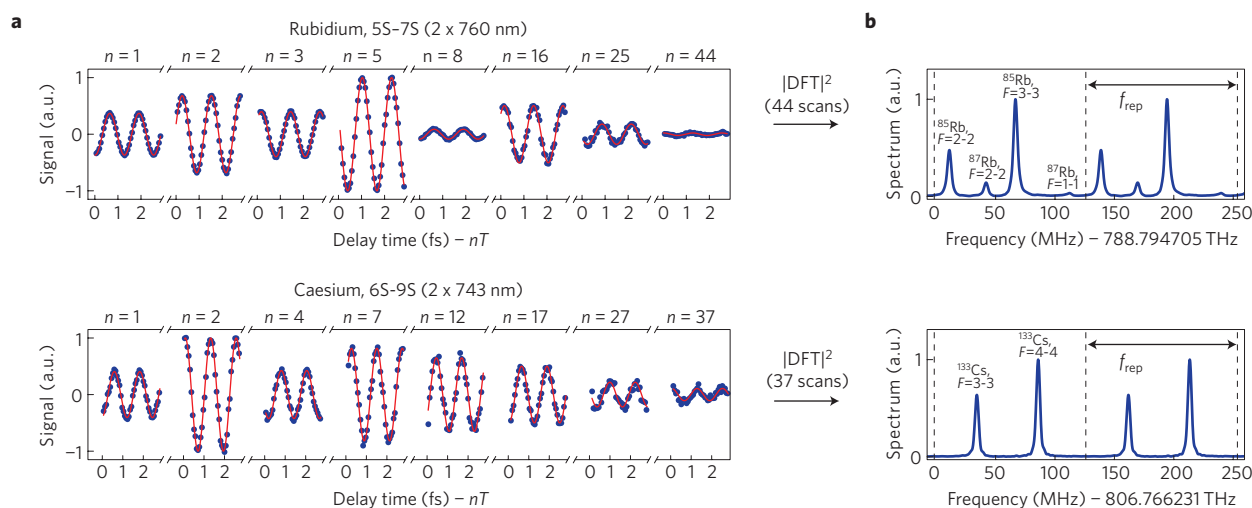 a
Rubidium, 5S–7S (2 x 760 nm)
n = 1 n = 2 n = 3 n = 5 n = 8 n = 16 n = 25 n = 44
Signal (a.u.)
1
0
−1
0 1 2 0 1 2 0 1 2 0 1 2 0 1 2 0 1 2 0 1 2 0 1 2
Delay time (fs) – nT
|DFT|²
(44 scans)
b
Spectrum (a.u.)
1
0
⁸⁵Rb,
F=2-2
⁸⁷Rb,
F=2-2
⁸⁵Rb,
F=3-3
⁸⁷Rb,
F=1-1
f_rep
0 50 100 150 200 250
Frequency (MHz) – 788.794705 THz
Caesium, 6S-9S (2 x 743 nm)
n = 1 n = 2 n = 4 n = 7 n = 12 n = 17 n = 27 n = 37
Signal (a.u.)
1
0
−1
0 1 2 0 1 2 0 1 2 0 1 2 0 1 2 0 1 2 0 1 2 0 1 2
Delay time (fs) – nT
|DFT|²
(37 scans)
Spectrum (a.u.)
1
0
¹³³Cs,
F=3-3
¹³³Cs,
F=4-4
f_rep
0 50 100 150 200 250
Frequency (MHz) – 806.766231 THz